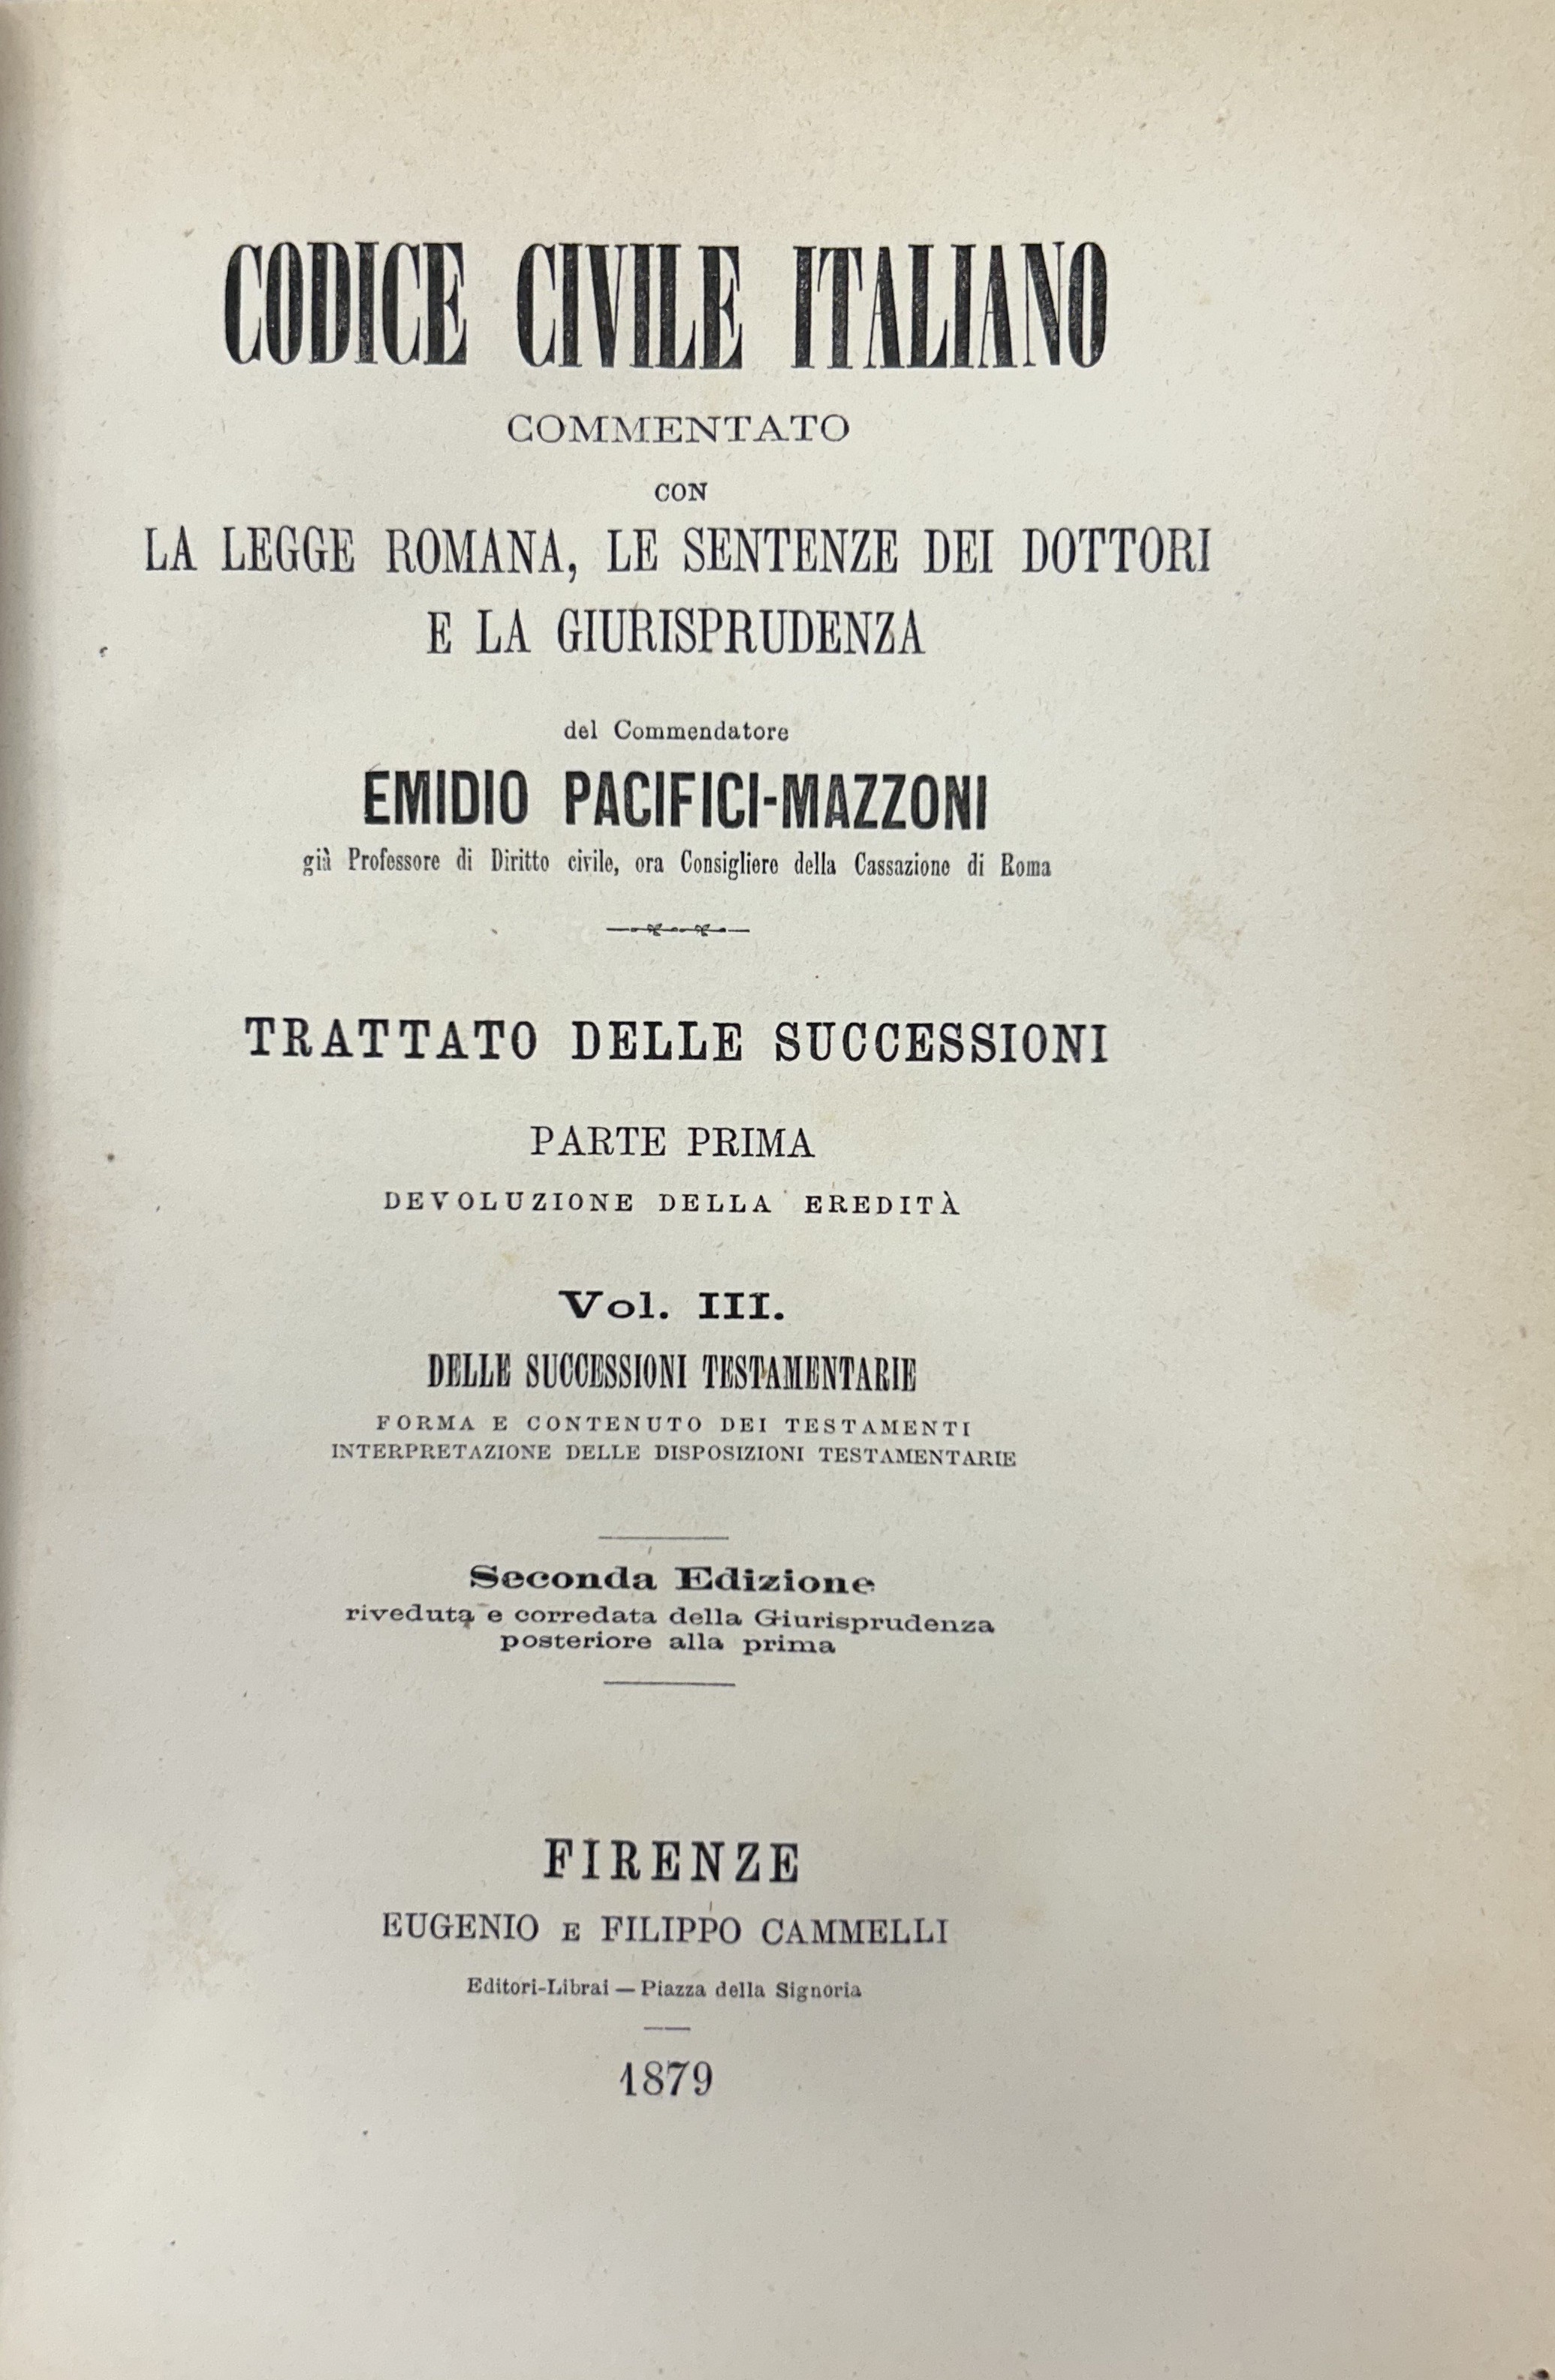 CODICE CIVILE ITALIANO
COMMENTATO
CON
LA LEGGE ROMANA, LE SENTENZE DEI DOTTORI
E LA GIURISPRUDENZA
del Commendatore
EMIDIO PACIFICI-MAZZONI
già Professore di Diritto civile, ora Consigliere della Cassazione di Roma
TRATTATO DELLE SUCCESSIONI
PARTE PRIMA
DEVOLUZIONE DELLA EREDITÀ
Vol. III.
DELLE SUCCESSIONI TESTAMENTARIE
FORMA E CONTENUTO DEI TESTAMENTI
INTERPRETAZIONE DELLE DISPOSIZIONI TESTAMENTARIE
Seconda Edizione
riveduta e corredata della Giurisprudenza
posteriore alla prima
FIRENZE
EUGENIO E FILIPPO CAMMELLI
Editori-Librai — Piazza della Signoria
1879